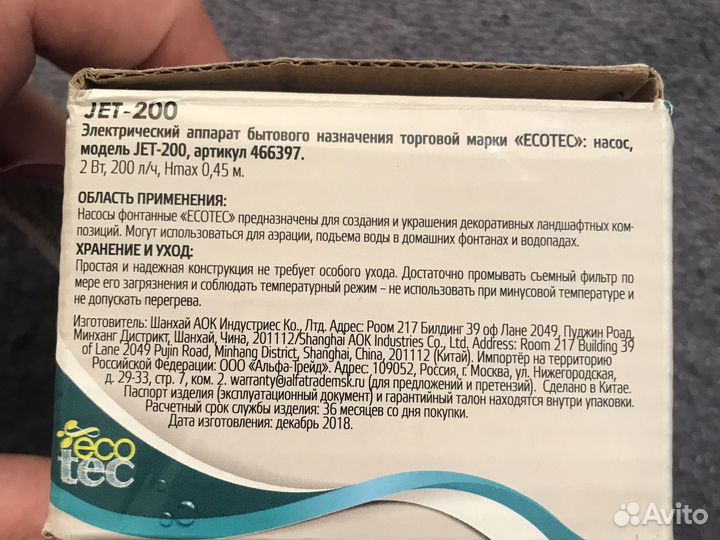 JET-200
Электрический аппарат бытового назначения торговой марки «ECOTEC»: насос,
модель JET-200, артикул 466397.
2 Вт, 200 л/ч, Hmax 0,45 м.
ОБЛАСТЬ ПРИМЕНЕНИЯ:
Насосы фонтанные «ECOTEC» предназначены для создания и украшения декоративных ландшафтных ком-
позиций. Могут использоваться для аэрации, подъема воды в домашних фонтанах и водопадах.
ХРАНЕНИЕ И УХОД:
Простая и надежная конструкция не требует особого ухода. Достаточно промывать съемный фильтр по
мере его загрязнения и соблюдать температурный режим – не использовать при минусовой температуре и
не допускать перегрева.
Изготовитель: Шанхай АОК Индустриес Ко., Лтд. Адрес: Роом 217 Билдинг 39 оф Лане 2049, Пуджин Роад,
Минханг Дистрикт, Шанхай, Чина, 201112/Shanghai AOK Industries Co., Ltd. Address: Room 217 Building 39
of Lane 2049 Pujin Road, Minhang District, Shanghai, China, 201112 (Китай). Импортёр на территорию
Российской Федерации: ООО «Альфа-Трейд». Адрес: 109052, Россия, г. Москва, ул. Нижегородская,
д. 29-33, стр. 7, ком. 2. warranty@alfatrademsk.ru (для предложений и претензий). Сделано в Китае.
Паспорт изделия (эксплуатационный документ) и гарантийный талон находятся внутри упаковки.
Расчетный срок службы изделия: 36 месяцев со дня покупки.
Дата изготовления: декабрь 2018.
eco
tec
Avito